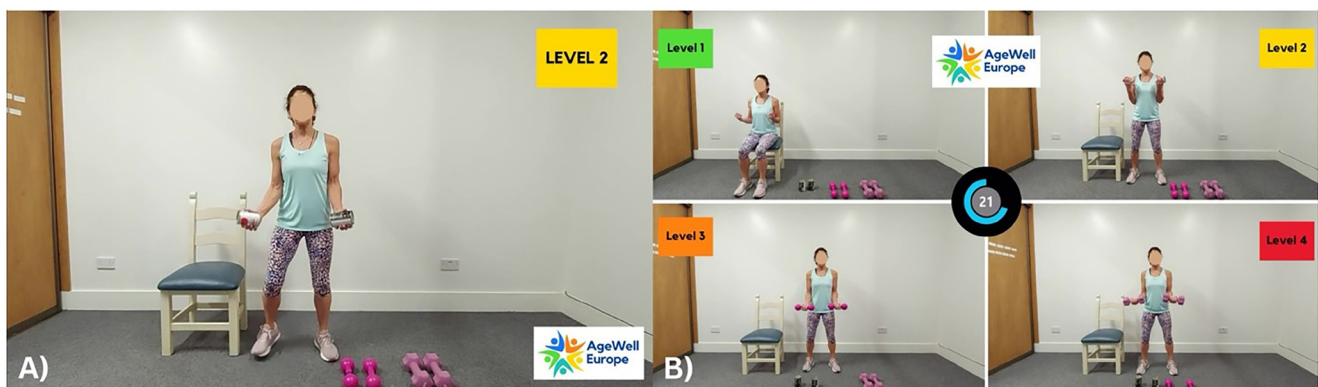 LEVEL 2
AgeWell
Europe
A)
Level 1
AgeWell
Europe
Level 2
21
Level 3
Level 4
B)